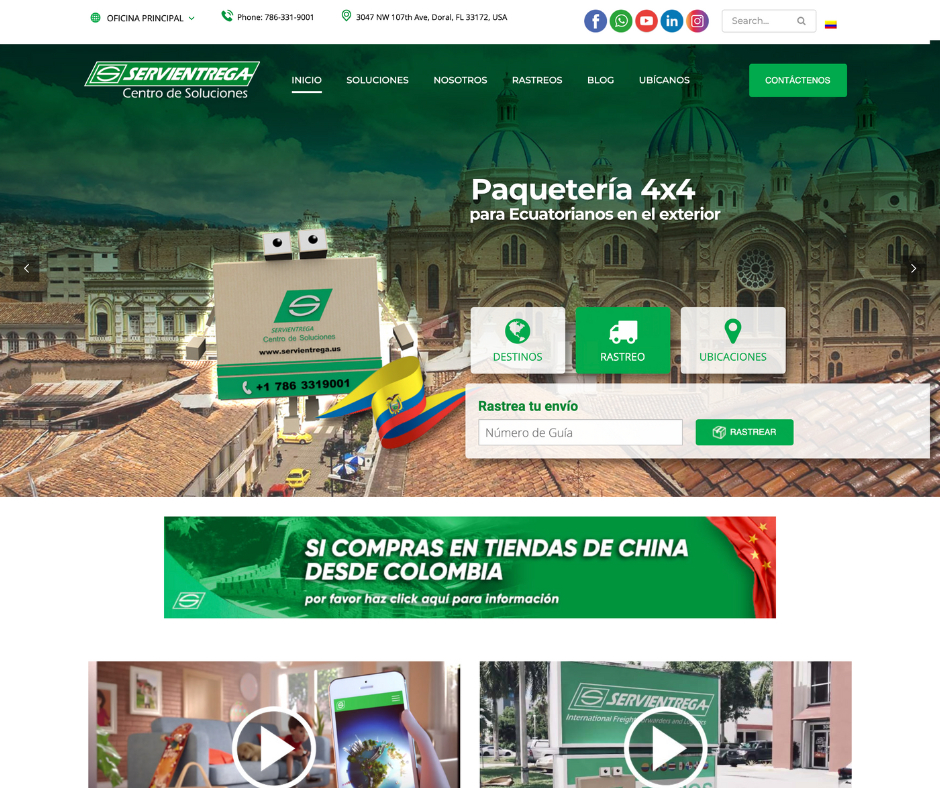 OFICINA PRINCIPAL
Phone: 786-331-9001
3047 NW 107th Ave, Doral, FL 33172, USA
Search...
SERVIENTREGA
Centro de Soluciones
INICIO
SOLUCIONES
NOSOTROS
RASTREOS
BLOG
UBÍCANOS
CONTÁCTENOS
Paquetería 4x4
para Ecuatorianos en el exterior
SERVIENTREGA
Centro de Soluciones
www.servientrega.us
+1 786 3319001
DESTINOS
RASTREO
UBICACIONES
Rastrea tu envío
Número de Guía
RASTREAR
SI COMPRAS EN TIENDAS DE CHINA
DESDE COLOMBIA
por favor haz click aquí para información
SERVIENTREGA
International Freight Forwarders and Logistics